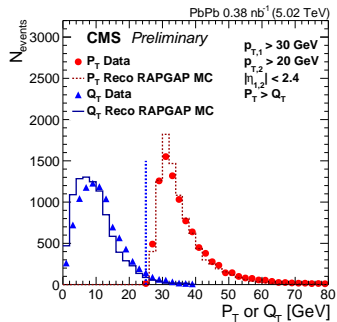 PbPb 0.38 nb⁻¹ (5.02 TeV)
CMS Preliminary
P_T Data
P_T Reco RAPGAP MC
Q_T Data
Q_T Reco RAPGAP MC
p_T,1 > 30 GeV
p_T,2 > 20 GeV
|η_1,2| < 2.4
P_T > Q_T
N_events
3000
2500
2000
1500
1000
500
0
0 10 20 30 40 50 60 70 80
P_T or Q_T [GeV]